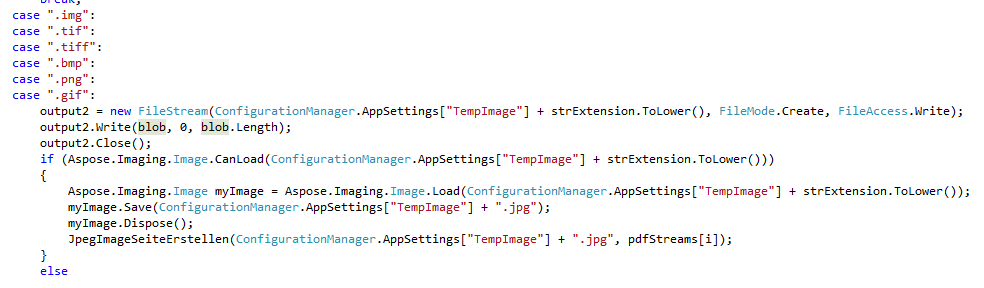 break;
case ".img":
case ".tif":
case ".tiff":
case ".bmp":
case ".png":
case ".gif":
output2 = new FileStream(ConfigurationManager.AppSettings["TempImage"] + strExtension.ToLower(), FileMode.Create, FileAccess.Write);
output2.Write(blob, 0, blob.Length);
output2.Close();
if (Aspose.Imaging.Image.CanLoad(ConfigurationManager.AppSettings["TempImage"] + strExtension.ToLower()))
{
Aspose.Imaging.Image myImage = Aspose.Imaging.Image.Load(ConfigurationManager.AppSettings["TempImage"] + strExtension.ToLower());
myImage.Save(ConfigurationManager.AppSettings["TempImage"] + ".jpg");
myImage.Dispose();
JpegImageSeiteErstellen(ConfigurationManager.AppSettings["TempImage"] + ".jpg", pdfStreams[i]);
}
else